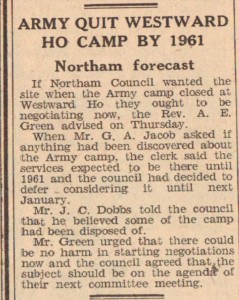 ARMY QUIT WESTWARD
HO CAMP BY 1961
Northam forecast
If Northam Council wanted the
site when the Army camp closed at
Westward Ho they ought to be
negotiating now, the Rev. A. E.
Green advised on Thursday.
When Mr. G. A. Jacob asked if
anything had been discovered about
the Army camp, the clerk said the
services expected to be there until
1961 and the council had decided to
defer considering it until next
January.
Mr. J. C. Dobbs told the council
that he believed some of the camp
had been disposed of.
Mr. Green urged that there could
be no harm in starting negotiations
now and the council agreed that the
subject should be on the agenda of
their next committee meeting.